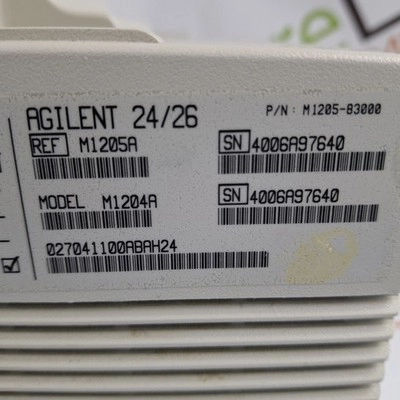 AGILENT 24/26
P/N: M1205-83000
REF M1205A
SN 4006A97640
MODEL M1204A
SN 4006A97640
027041100ABAH24